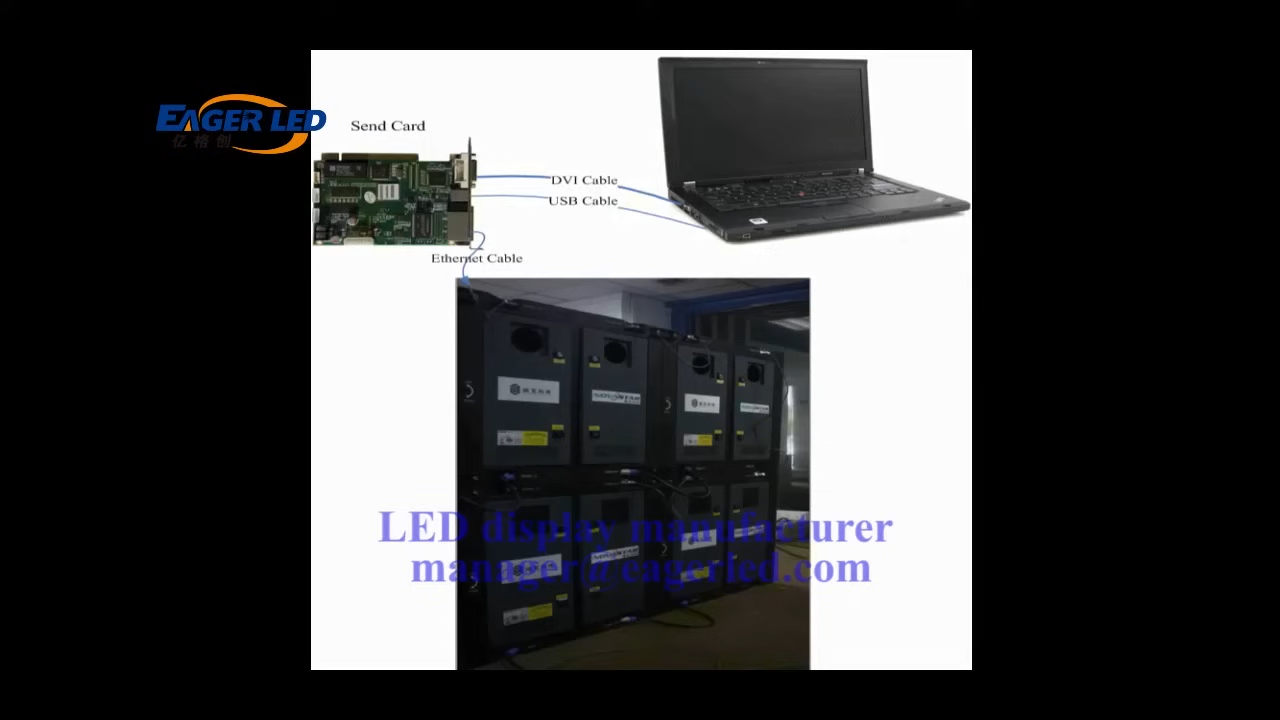 EAGER LED
亿格创
Send Card
DVI Cable
USB Cable
Ethernet Cable
LED display manufacturer
manager@eagerled.com